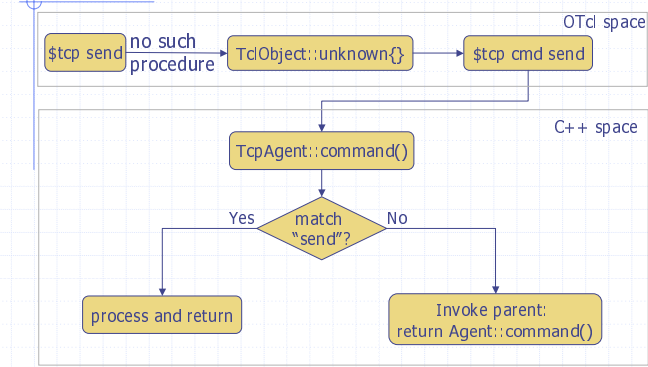 OTcl space
$tcp send
no such
procedure
TclObject::unknown{}
$tcp cmd send
C++ space
TcpAgent::command()
match
“send”?
Yes
No
process and return
Invoke parent:
return Agent::command()